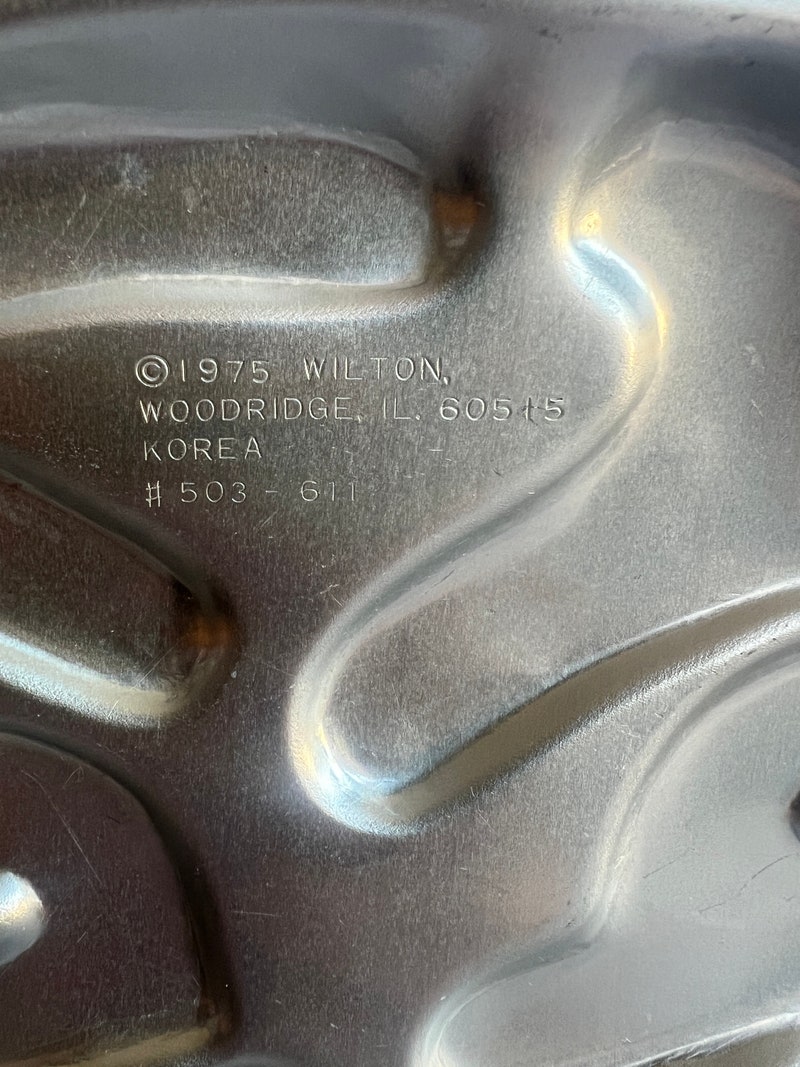 ©1975 WILTON,
WOODRIDGE, IL. 60515
KOREA
# 503 - 611